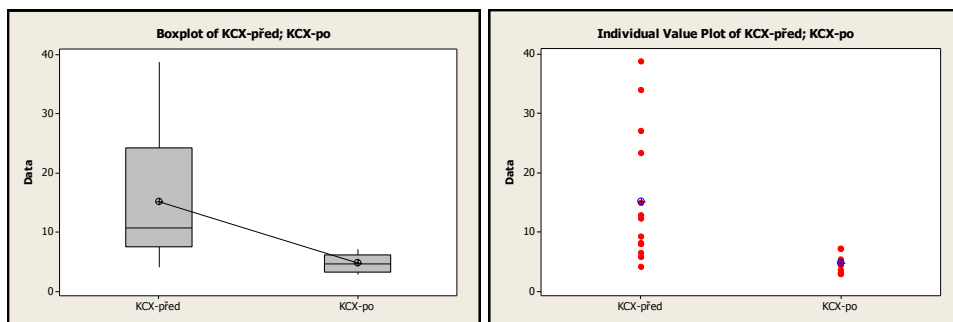 Boxplot of KCX-před; KCX-po
40
30
20
10
0
Data
KCX-před
KCX-po
Individual Value Plot of KCX-před; KCX-po
40
30
20
10
0
Data
KCX-před
KCX-po